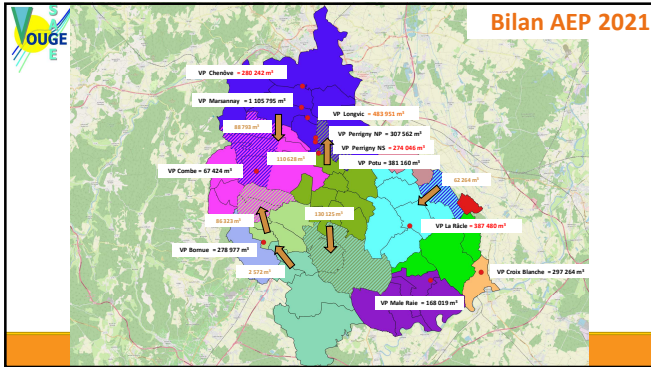 V
OUGE
S
A
G
E
Bilan AEP 2021
VP Chenôve = 280 242 m³
VP Marsannay = 1 105 795 m³
VP Longvic = 483 951 m³
88 793 m³
VP Perrigny NP = 307 562 m³
VP Perrigny NS = 274 046 m³
110 628 m³
VP Potu = 381 160 m³
VP Combe = 67 424 m³
62 264 m³
86 323 m³
130 125 m³
VP La Râcle = 387 480 m³
VP Bornue = 278 977 m³
2 572 m³
VP Croix Blanche = 297 264 m³
VP Male Raie = 168 019 m³